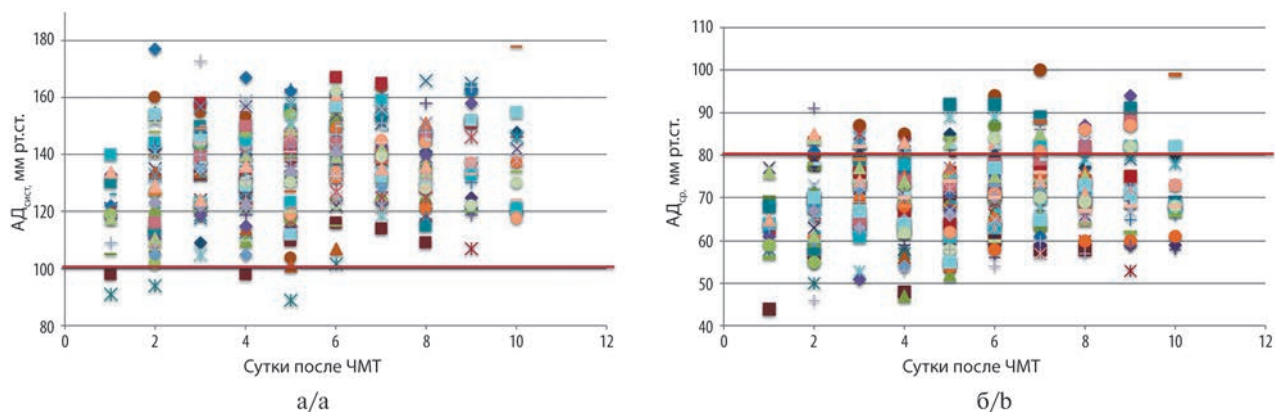 АДсист, мм рт.ст.
180
160
140
120
100
80
0 2 4 6 8 10 12
Сутки после ЧМТ
а/a
АДср, мм рт.ст.
110
100
90
80
70
60
50
40
0 2 4 6 8 10 12
Сутки после ЧМТ
б/b